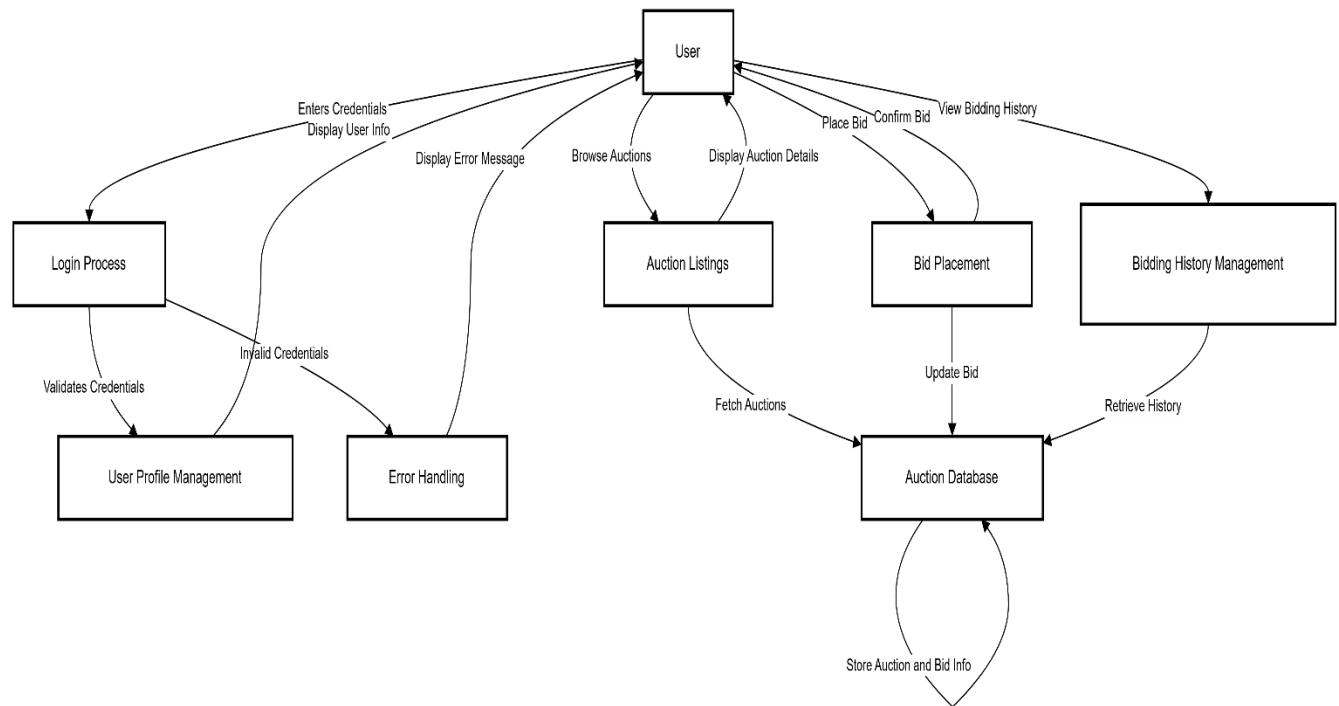 User
Enters Credentials
Display User Info
Display Error Message
Browse Auctions
Display Auction Details
Place Bid
Confirm Bid
View Bidding History
Login Process
Auction Listings
Bid Placement
Bidding History Management
Invalid Credentials
Validates Credentials
Fetch Auctions
Update Bid
Retrieve History
User Profile Management
Error Handling
Auction Database
Store Auction and Bid Info